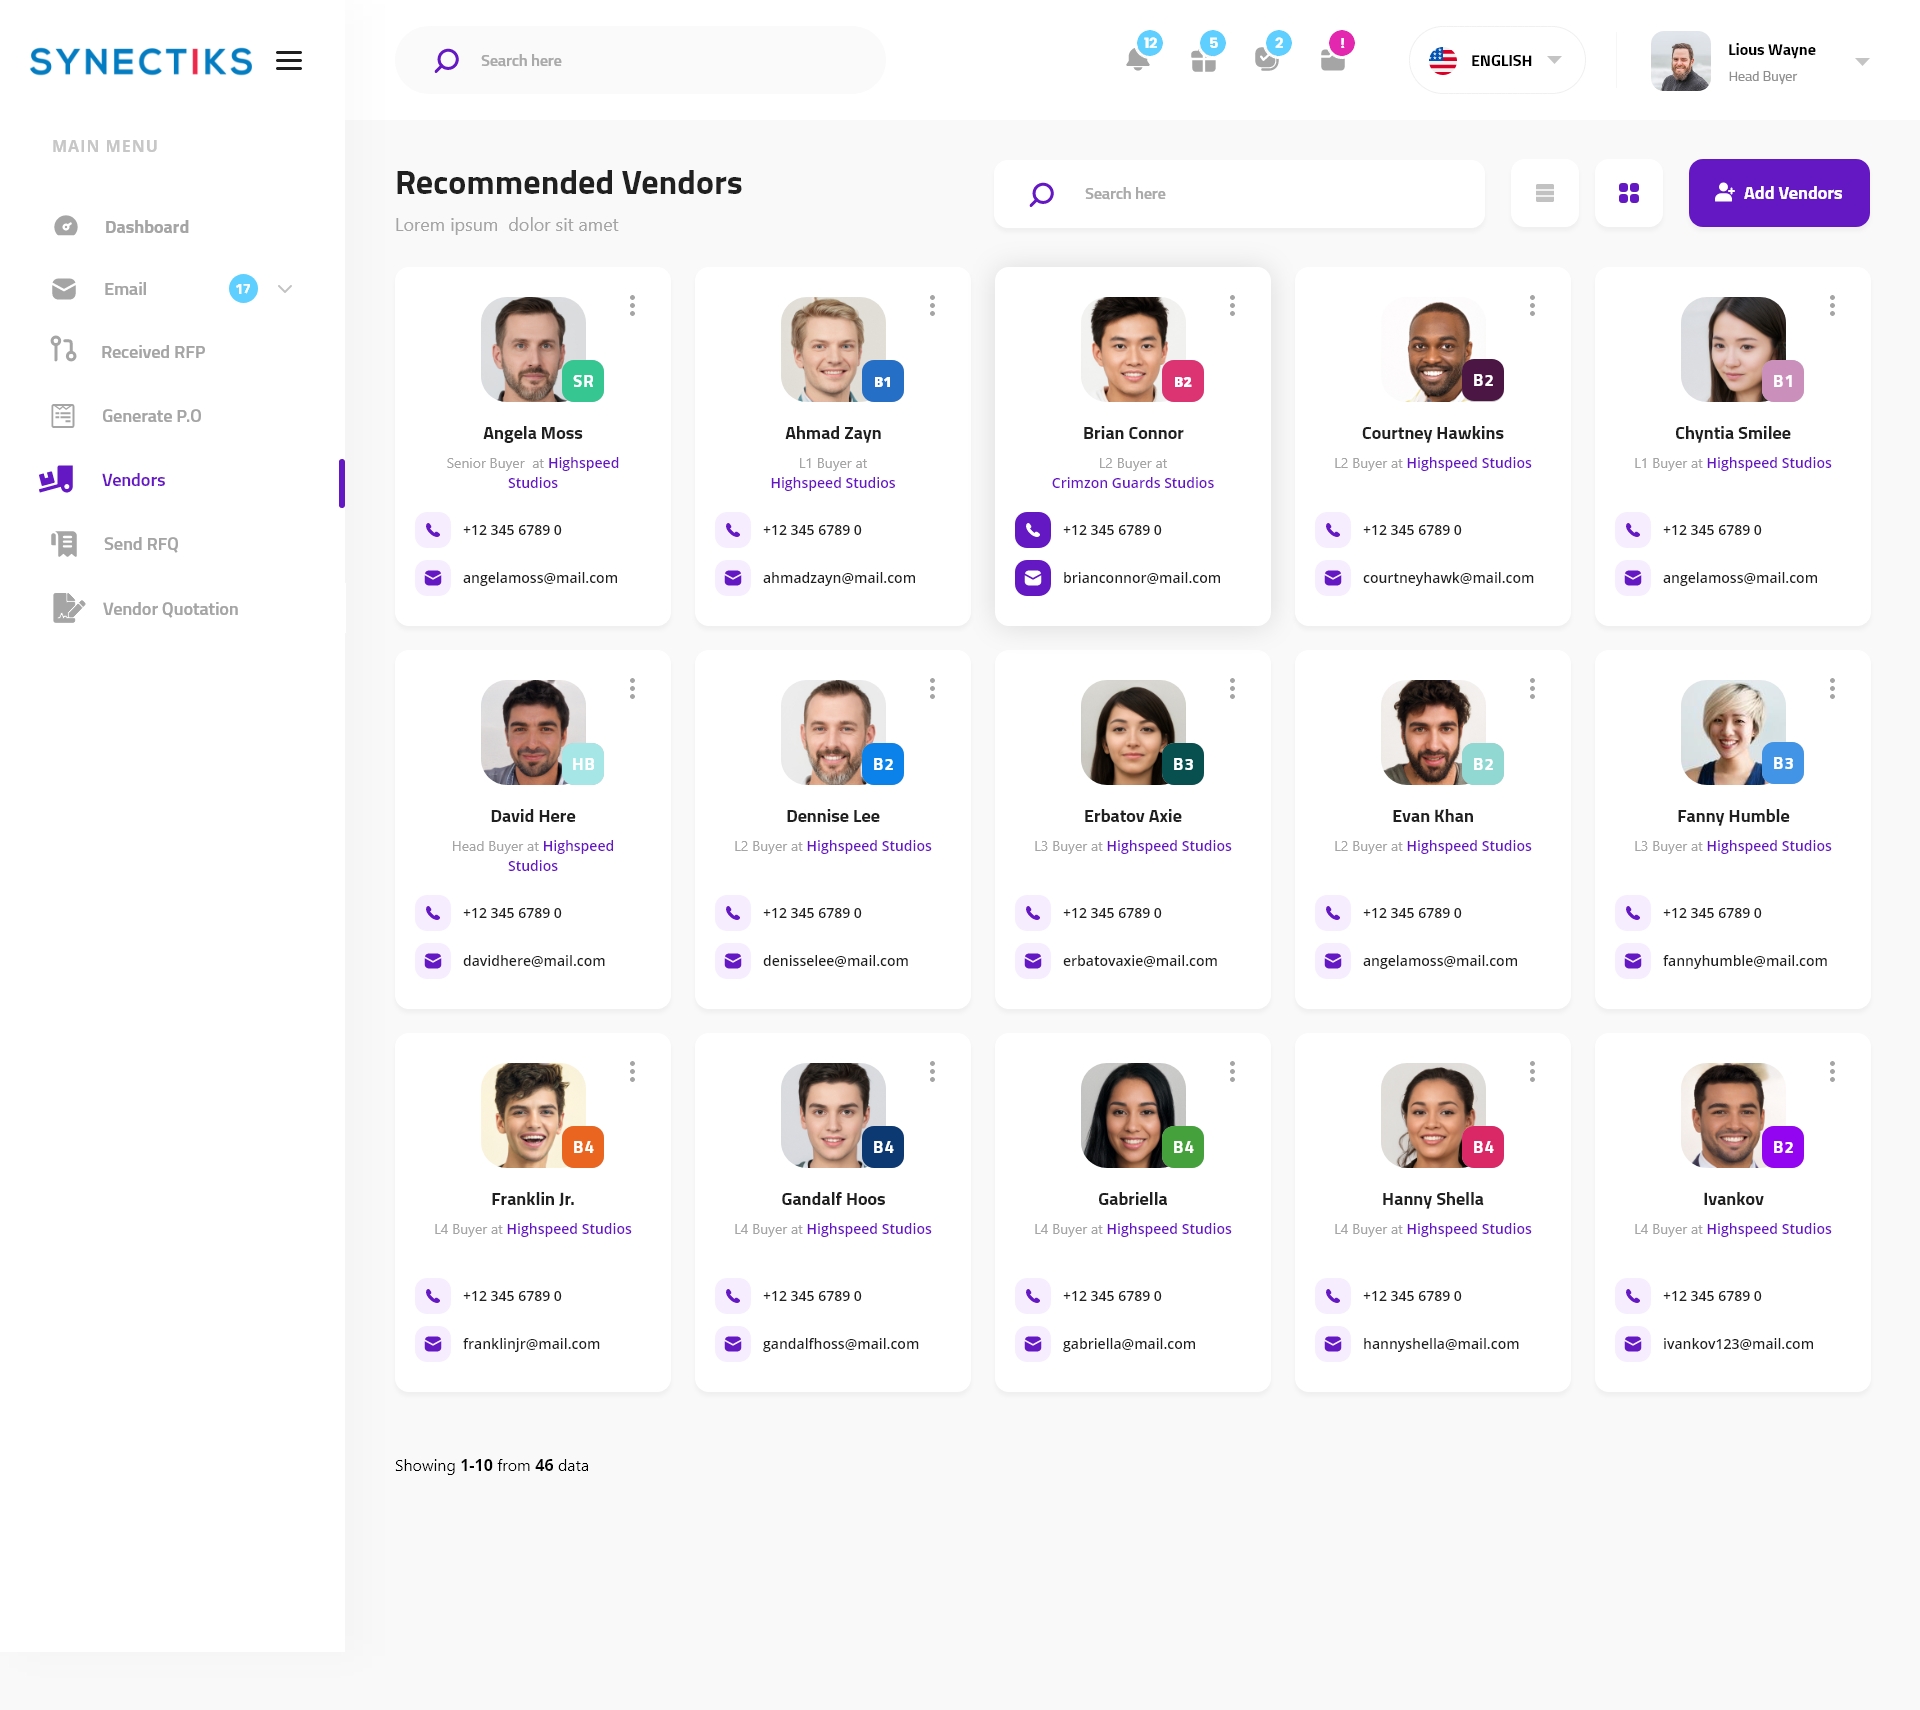 SYNECTIKS
Search here
12
5
2
!
ENGLISH
Lious Wayne
Head Buyer
MAIN MENU
Dashboard
Email
17
Received RFP
Generate P.O
Vendors
Send RFQ
Vendor Quotation
Recommended Vendors
Lorem ipsum dolor sit amet
Search here
Add Vendors
SR
Angela Moss
Senior Buyer at Highspeed
Studios
+12 345 6789 0
angelamoss@mail.com
B1
Ahmad Zayn
L1 Buyer at
Highspeed Studios
+12 345 6789 0
ahmadzayn@mail.com
B2
Brian Connor
L2 Buyer at
Crimzon Guards Studios
+12 345 6789 0
brianconnor@mail.com
B2
Courtney Hawkins
L2 Buyer at Highspeed Studios
+12 345 6789 0
courtneyhawk@mail.com
B1
Chyntia Smilee
L1 Buyer at Highspeed Studios
+12 345 6789 0
angelamoss@mail.com
HB
David Here
Head Buyer at Highspeed
Studios
+12 345 6789 0
davidhere@mail.com
B2
Dennise Lee
L2 Buyer at Highspeed Studios
+12 345 6789 0
denisselee@mail.com
B3
Erbatov Axie
L3 Buyer at Highspeed Studios
+12 345 6789 0
erbatovaxie@mail.com
B2
Evan Khan
L2 Buyer at Highspeed Studios
+12 345 6789 0
angelamoss@mail.com
B3
Fanny Humble
L3 Buyer at Highspeed Studios
+12 345 6789 0
fannyhumble@mail.com
B4
Franklin Jr.
L4 Buyer at Highspeed Studios
+12 345 6789 0
franklinjr@mail.com
B4
Gandalf Hoos
L4 Buyer at Highspeed Studios
+12 345 6789 0
gandalfhoss@mail.com
B4
Gabriella
L4 Buyer at Highspeed Studios
+12 345 6789 0
gabriella@mail.com
B4
Hanny Shella
L4 Buyer at Highspeed Studios
+12 345 6789 0
hannyshella@mail.com
B2
Ivankov
L4 Buyer at Highspeed Studios
+12 345 6789 0
ivankov123@mail.com
Showing 1-10 from 46 data